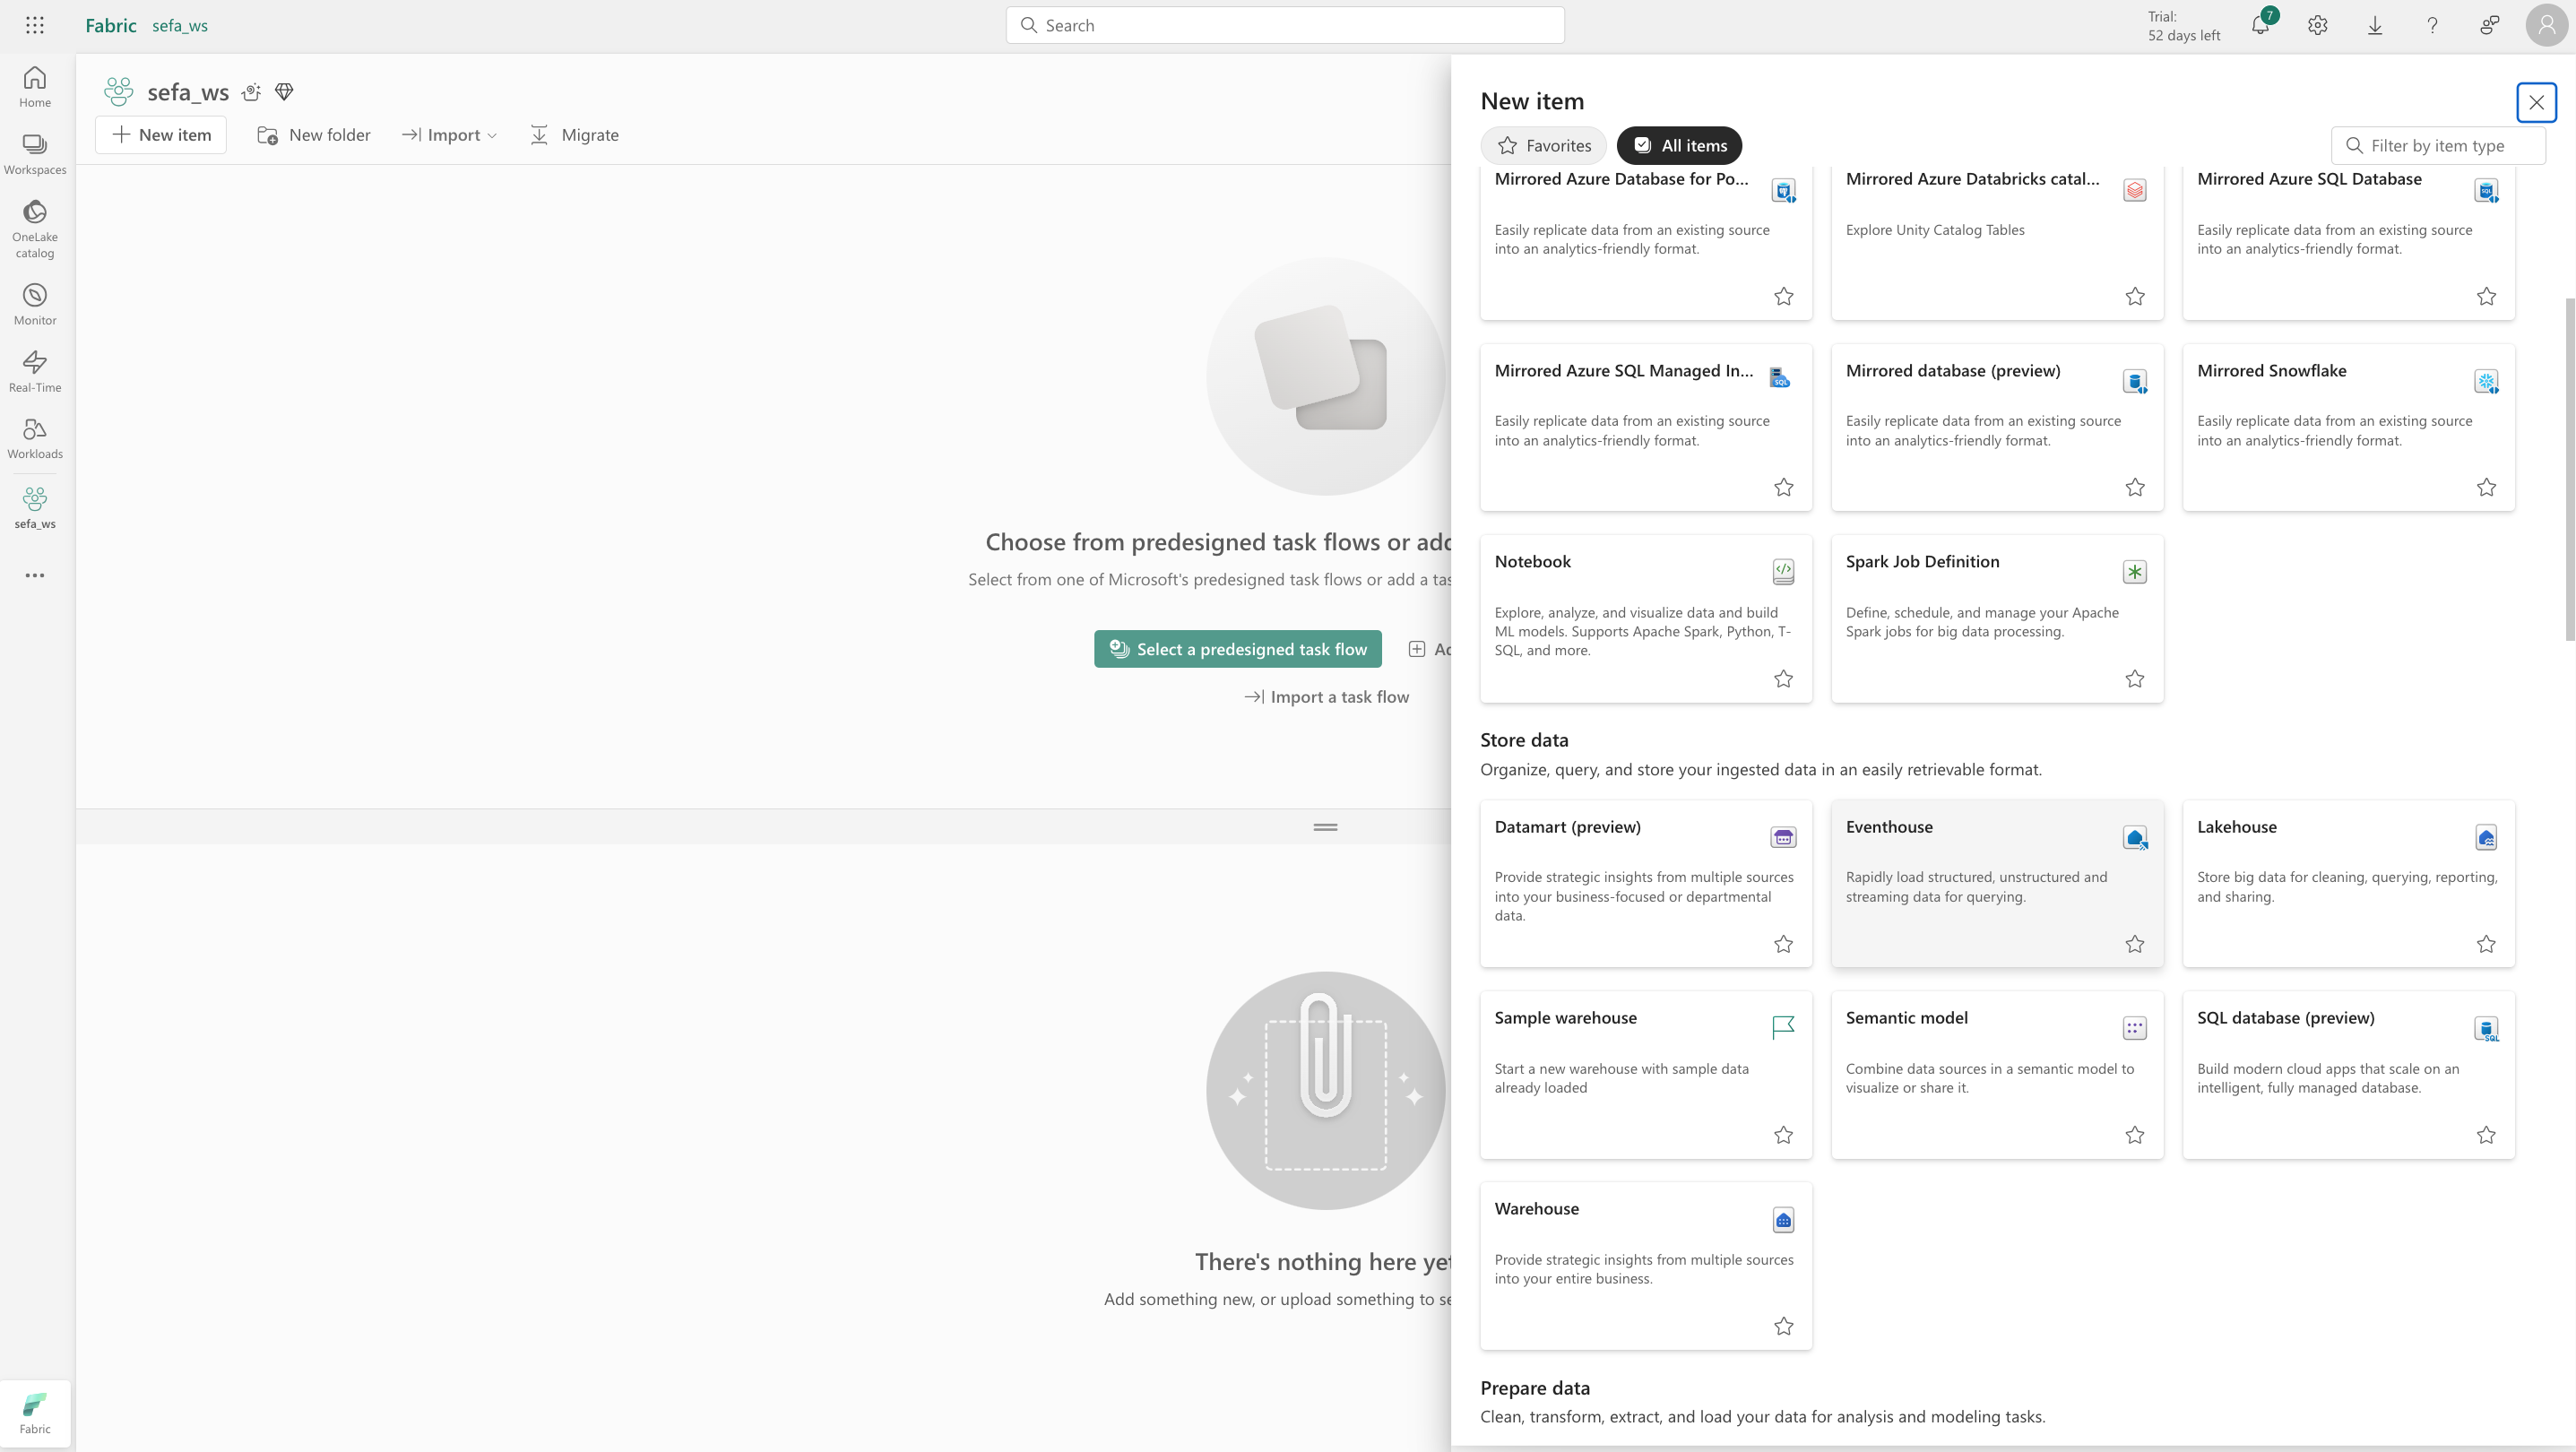 Fabric sefa_ws
Search
Trial:
52 days left
7
Home
Workspaces
OneLake
catalog
Monitor
Real-Time
Workloads
sefa_ws
Fabric
sefa_ws
New item
New folder
Import
Migrate
Choose from predesigned task flows or add
Select from one of Microsoft's predesigned task flows or add a tas
Select a predesigned task flow
Import a task flow
There's nothing here yet
Add something new, or upload something to se
New item
Favorites
All items
Filter by item type
Mirrored Azure Database for Po...
Easily replicate data from an existing source
into an analytics-friendly format.
Mirrored Azure Databricks catal...
Explore Unity Catalog Tables
Mirrored Azure SQL Database
Easily replicate data from an existing source
into an analytics-friendly format.
Mirrored Azure SQL Managed In...
Easily replicate data from an existing source
into an analytics-friendly format.
Mirrored database (preview)
Easily replicate data from an existing source
into an analytics-friendly format.
Mirrored Snowflake
Easily replicate data from an existing source
into an analytics-friendly format.
Notebook
Explore, analyze, and visualize data and build
ML models. Supports Apache Spark, Python, T-
SQL, and more.
Spark Job Definition
Define, schedule, and manage your Apache
Spark jobs for big data processing.
Store data
Organize, query, and store your ingested data in an easily retrievable format.
Datamart (preview)
Provide strategic insights from multiple sources
into your business-focused or departmental
data.
Eventhouse
Rapidly load structured, unstructured and
streaming data for querying.
Lakehouse
Store big data for cleaning, querying, reporting,
and sharing.
Sample warehouse
Start a new warehouse with sample data
already loaded
Semantic model
Combine data sources in a semantic model to
visualize or share it.
SQL database (preview)
Build modern cloud apps that scale on an
intelligent, fully managed database.
Warehouse
Provide strategic insights from multiple sources
into your entire business.
Prepare data
Clean, transform, extract, and load your data for analysis and modeling tasks.